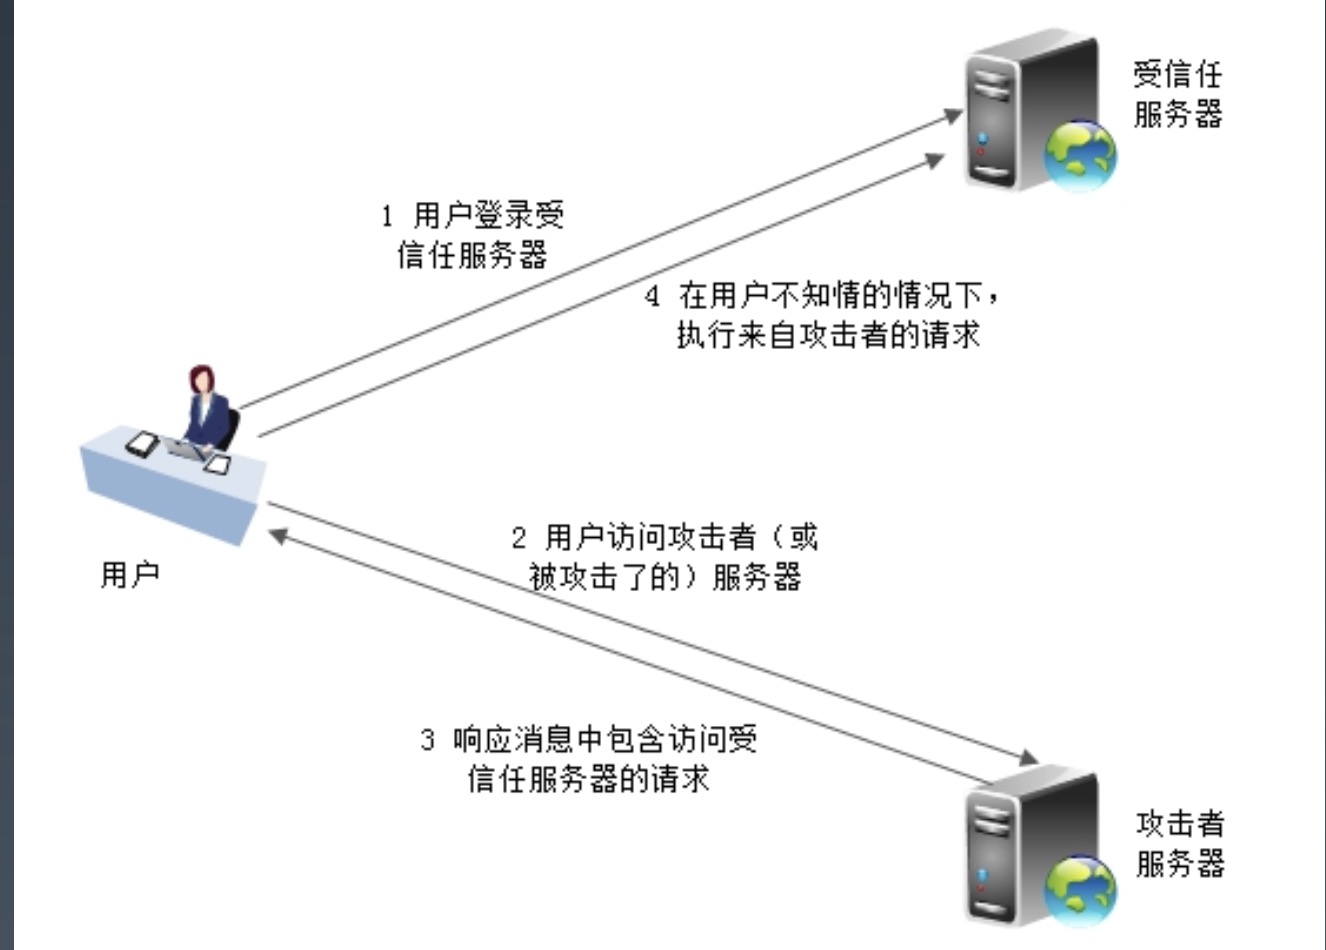 受信任
服务器
1 用户登录受
信任服务器
4 在用户不知情的情况下，
执行来自攻击者的请求
用户
2 用户访问攻击者（或
被攻击了的）服务器
3 响应消息中包含访问受
信任服务器的请求
攻击者
服务器